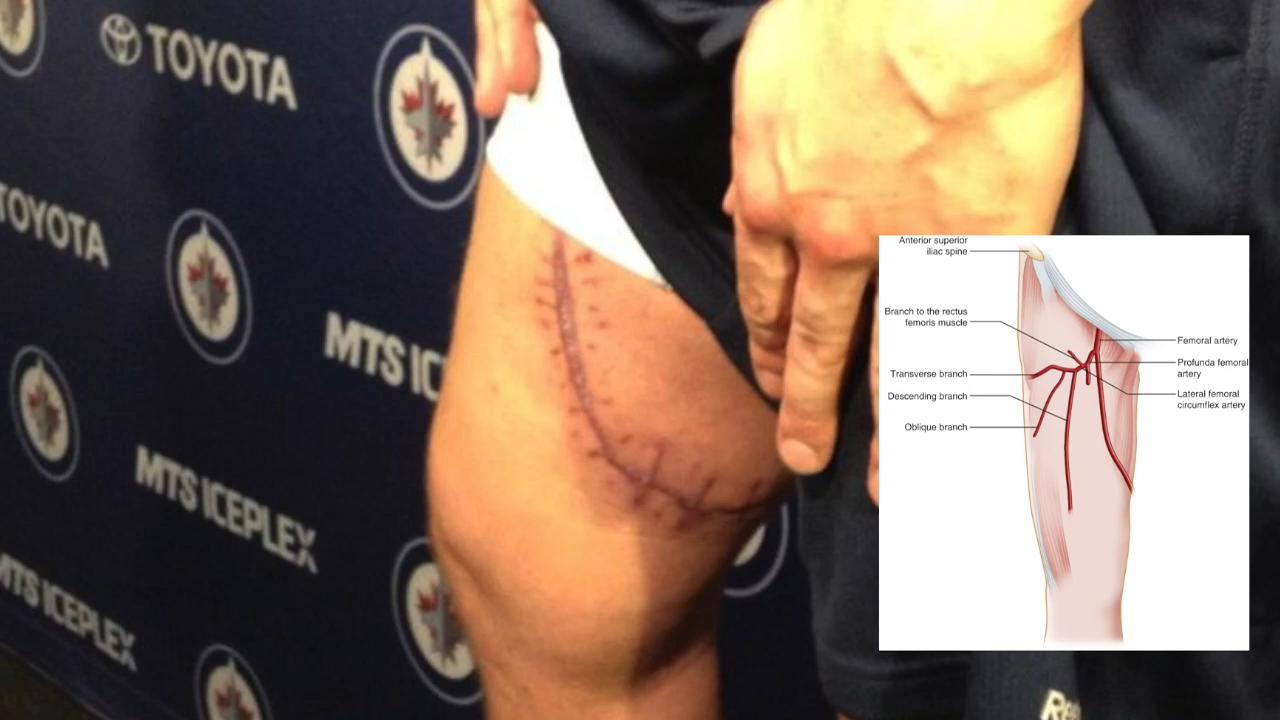 TOYOTA
TOYOTA
MTS IC
MTS ICEPLEX
MTS ICEPLEX
Anterior superior
iliac spine
Branch to the rectus
femoris muscle
Transverse branch
Descending branch
Oblique branch
Femoral artery
Profunda femoral
artery
Lateral femoral
circumflex artery